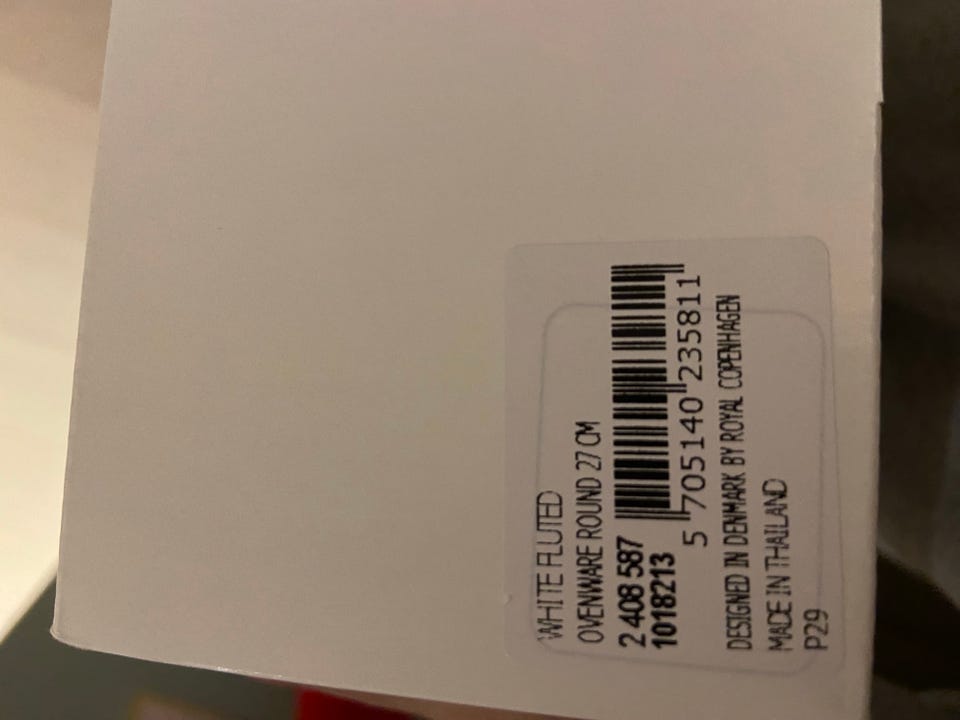 WHITE FLUTED
OVENWARE ROUND 27 CM
2 408 587
1018213
5 705140 235811
DESIGNED IN DENMARK BY ROYAL COPENHAGEN
MADE IN THAILAND
P29